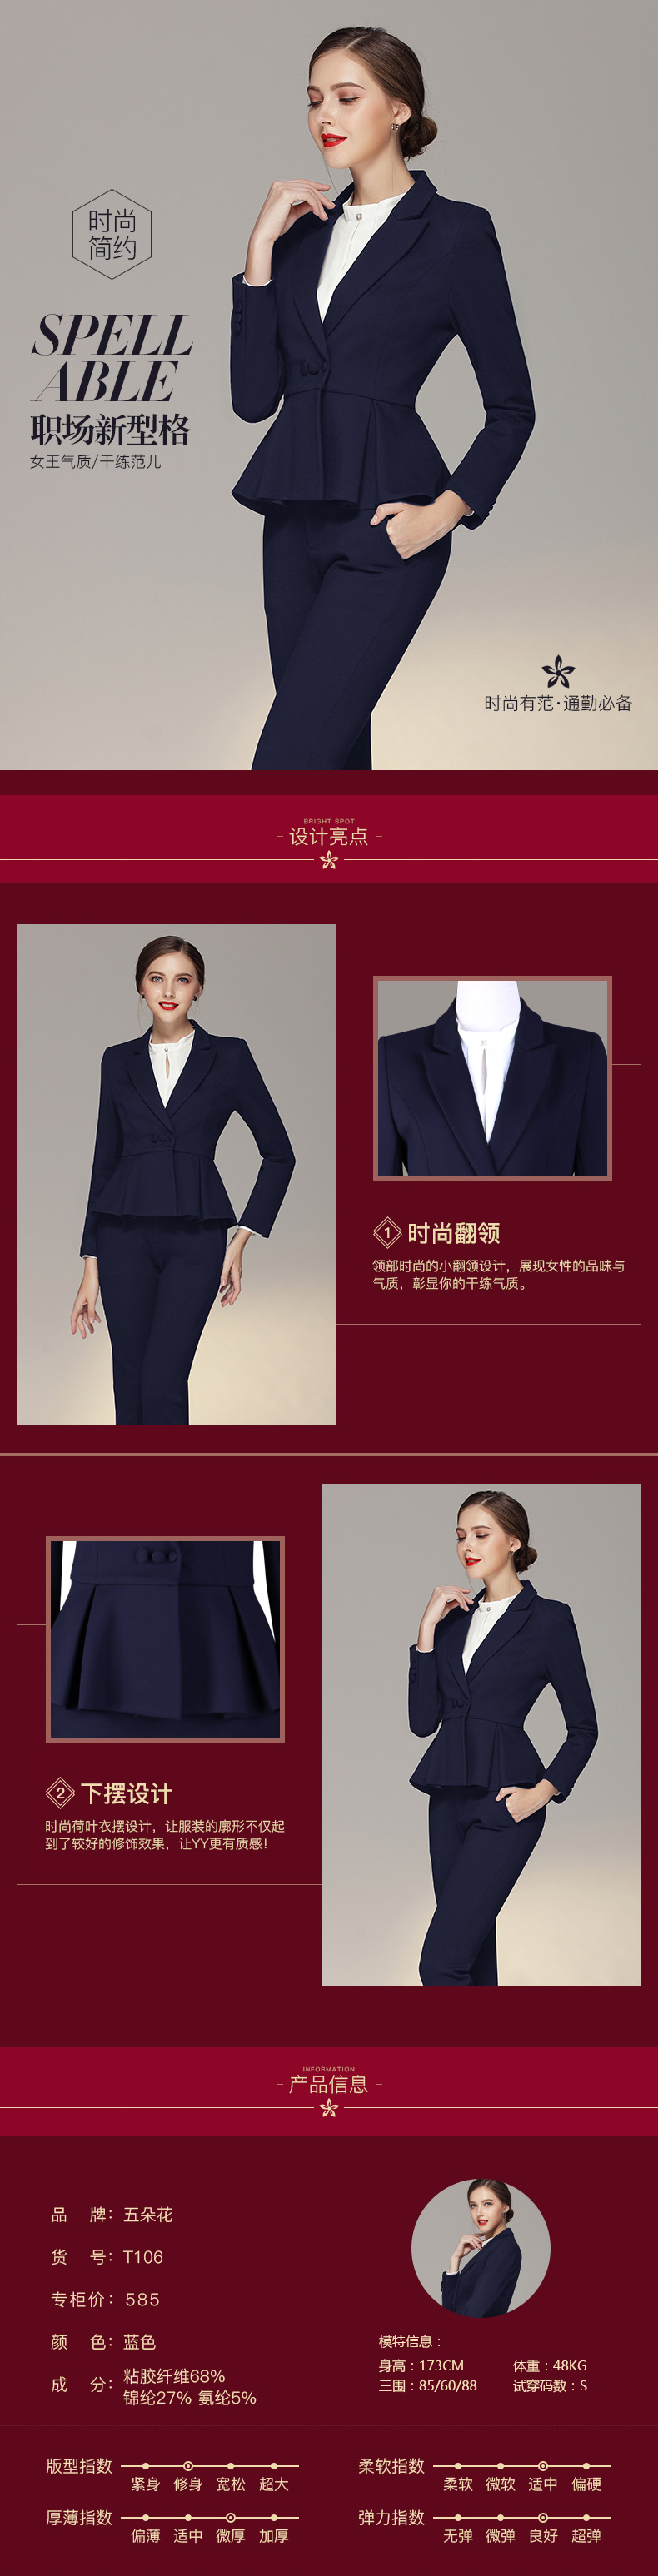 时尚
简约
SPELL
ABLE
职场新型格
女王气质/干练范儿
时尚有范·通勤必备
BRIGHT SPOT
- 设计亮点 -
1 时尚翻领
领部时尚的小翻领设计，展现女性的品味与
气质，彰显你的干练气质。
2 下摆设计
时尚荷叶衣摆设计，让服装的廓形不仅起
到了较好的修饰效果，让YY更有质感！
INFORMATION
- 产品信息 -
品 牌：五朵花
货 号：T106
专柜价：585
颜 色：蓝色
成 分：粘胶纤维68%
锦纶27% 氨纶5%
模特信息：
身高：173CM 体重：48KG
三围：85/60/88 试穿码数：S
版型指数
紧身 修身 宽松 超大
柔软指数
柔软 微软 适中 偏硬
厚薄指数
偏薄 适中 微厚 加厚
弹力指数
无弹 微弹 良好 超弹